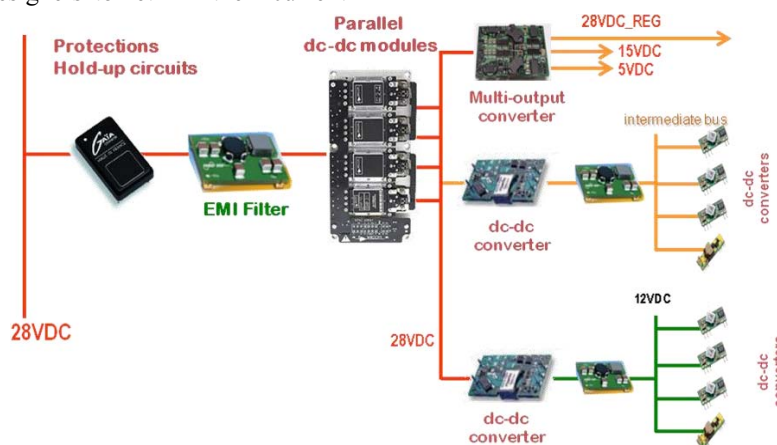 Protections
Hold-up circuits
Parallel
dc-dc modules
28VDC_REG
15VDC
5VDC
Multi-output
converter
intermediate bus
GAIA
EMI Filter
dc-dc
converter
dc-dc
converters
28VDC
28VDC
12VDC
dc-dc
converter
dc-dc